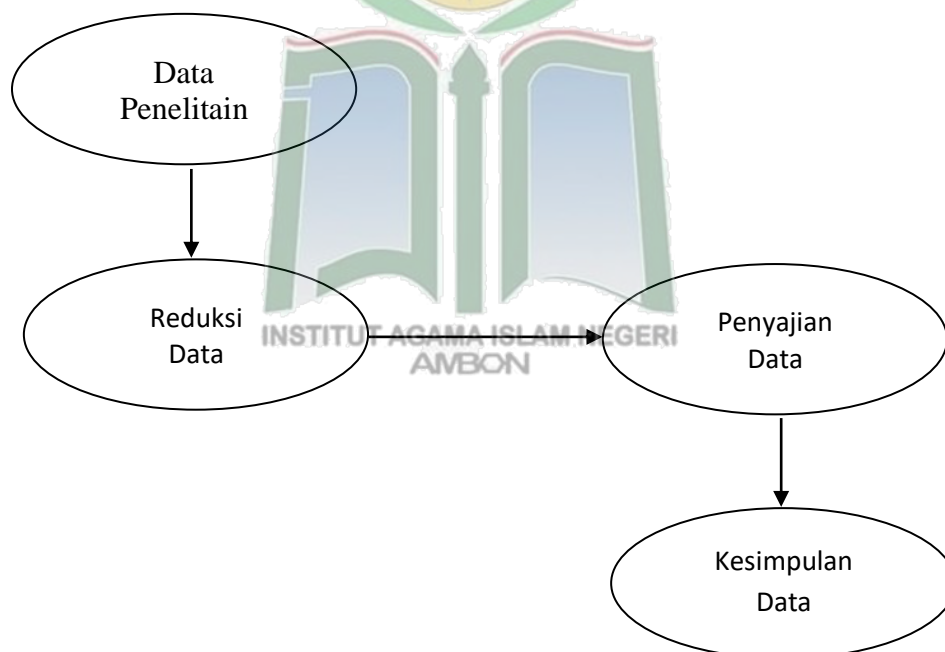 Data
Penelitain
Reduksi
Data
INSTITUT AGAMA ISLAM NEGERI
AMBON
Penyajian
Data
Kesimpulan
Data